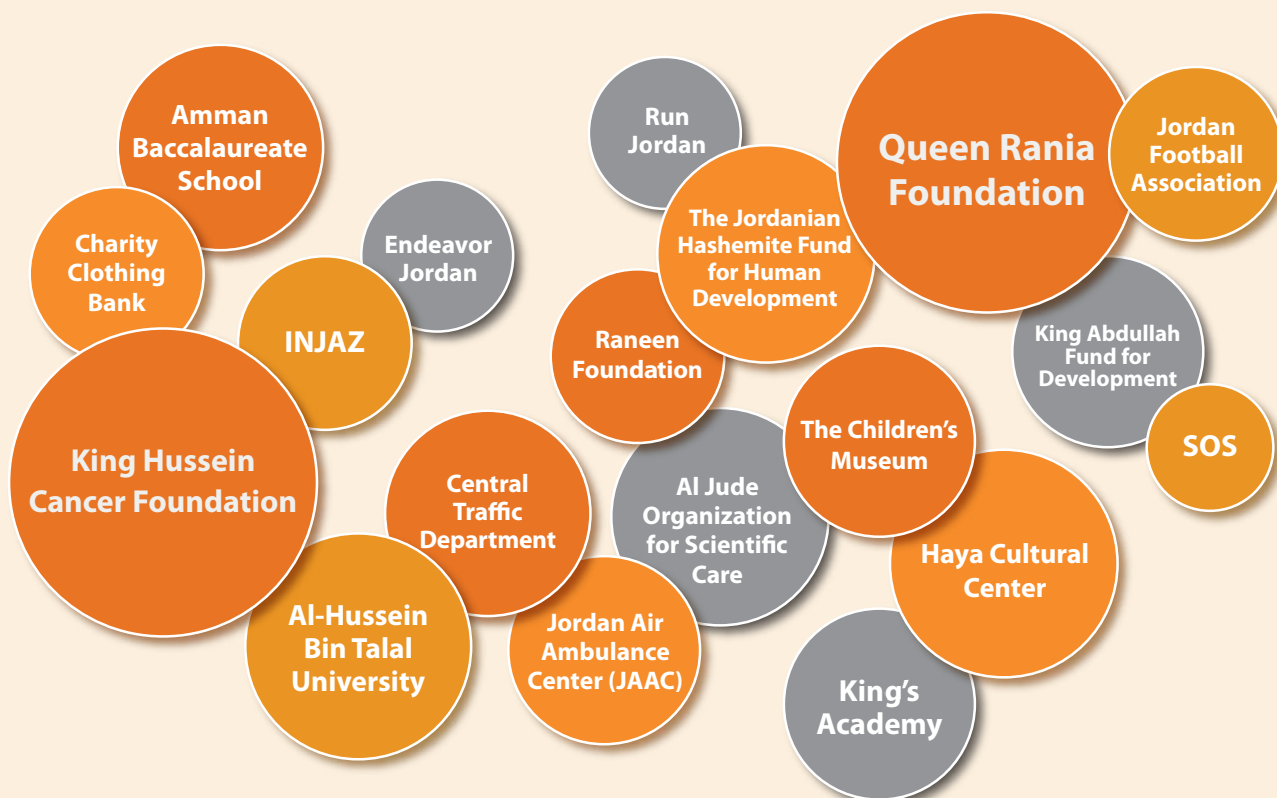 Amman
Baccalaureate
School
Charity
Clothing
Bank
Endeavor
Jordan
INJAZ
King Hussein
Cancer Foundation
Al-Hussein
Bin Talal
University
Central
Traffic
Department
Jordan Air
Ambulance
Center (JAAC)
Run
Jordan
The Jordanian
Hashemite Fund
for Human
Development
Raneen
Foundation
Al Jude
Organization
for Scientific
Care
Queen Rania
Foundation
Jordan
Football
Association
King Abdullah
Fund for
Development
SOS
The Children’s
Museum
Haya Cultural
Center
King’s
Academy